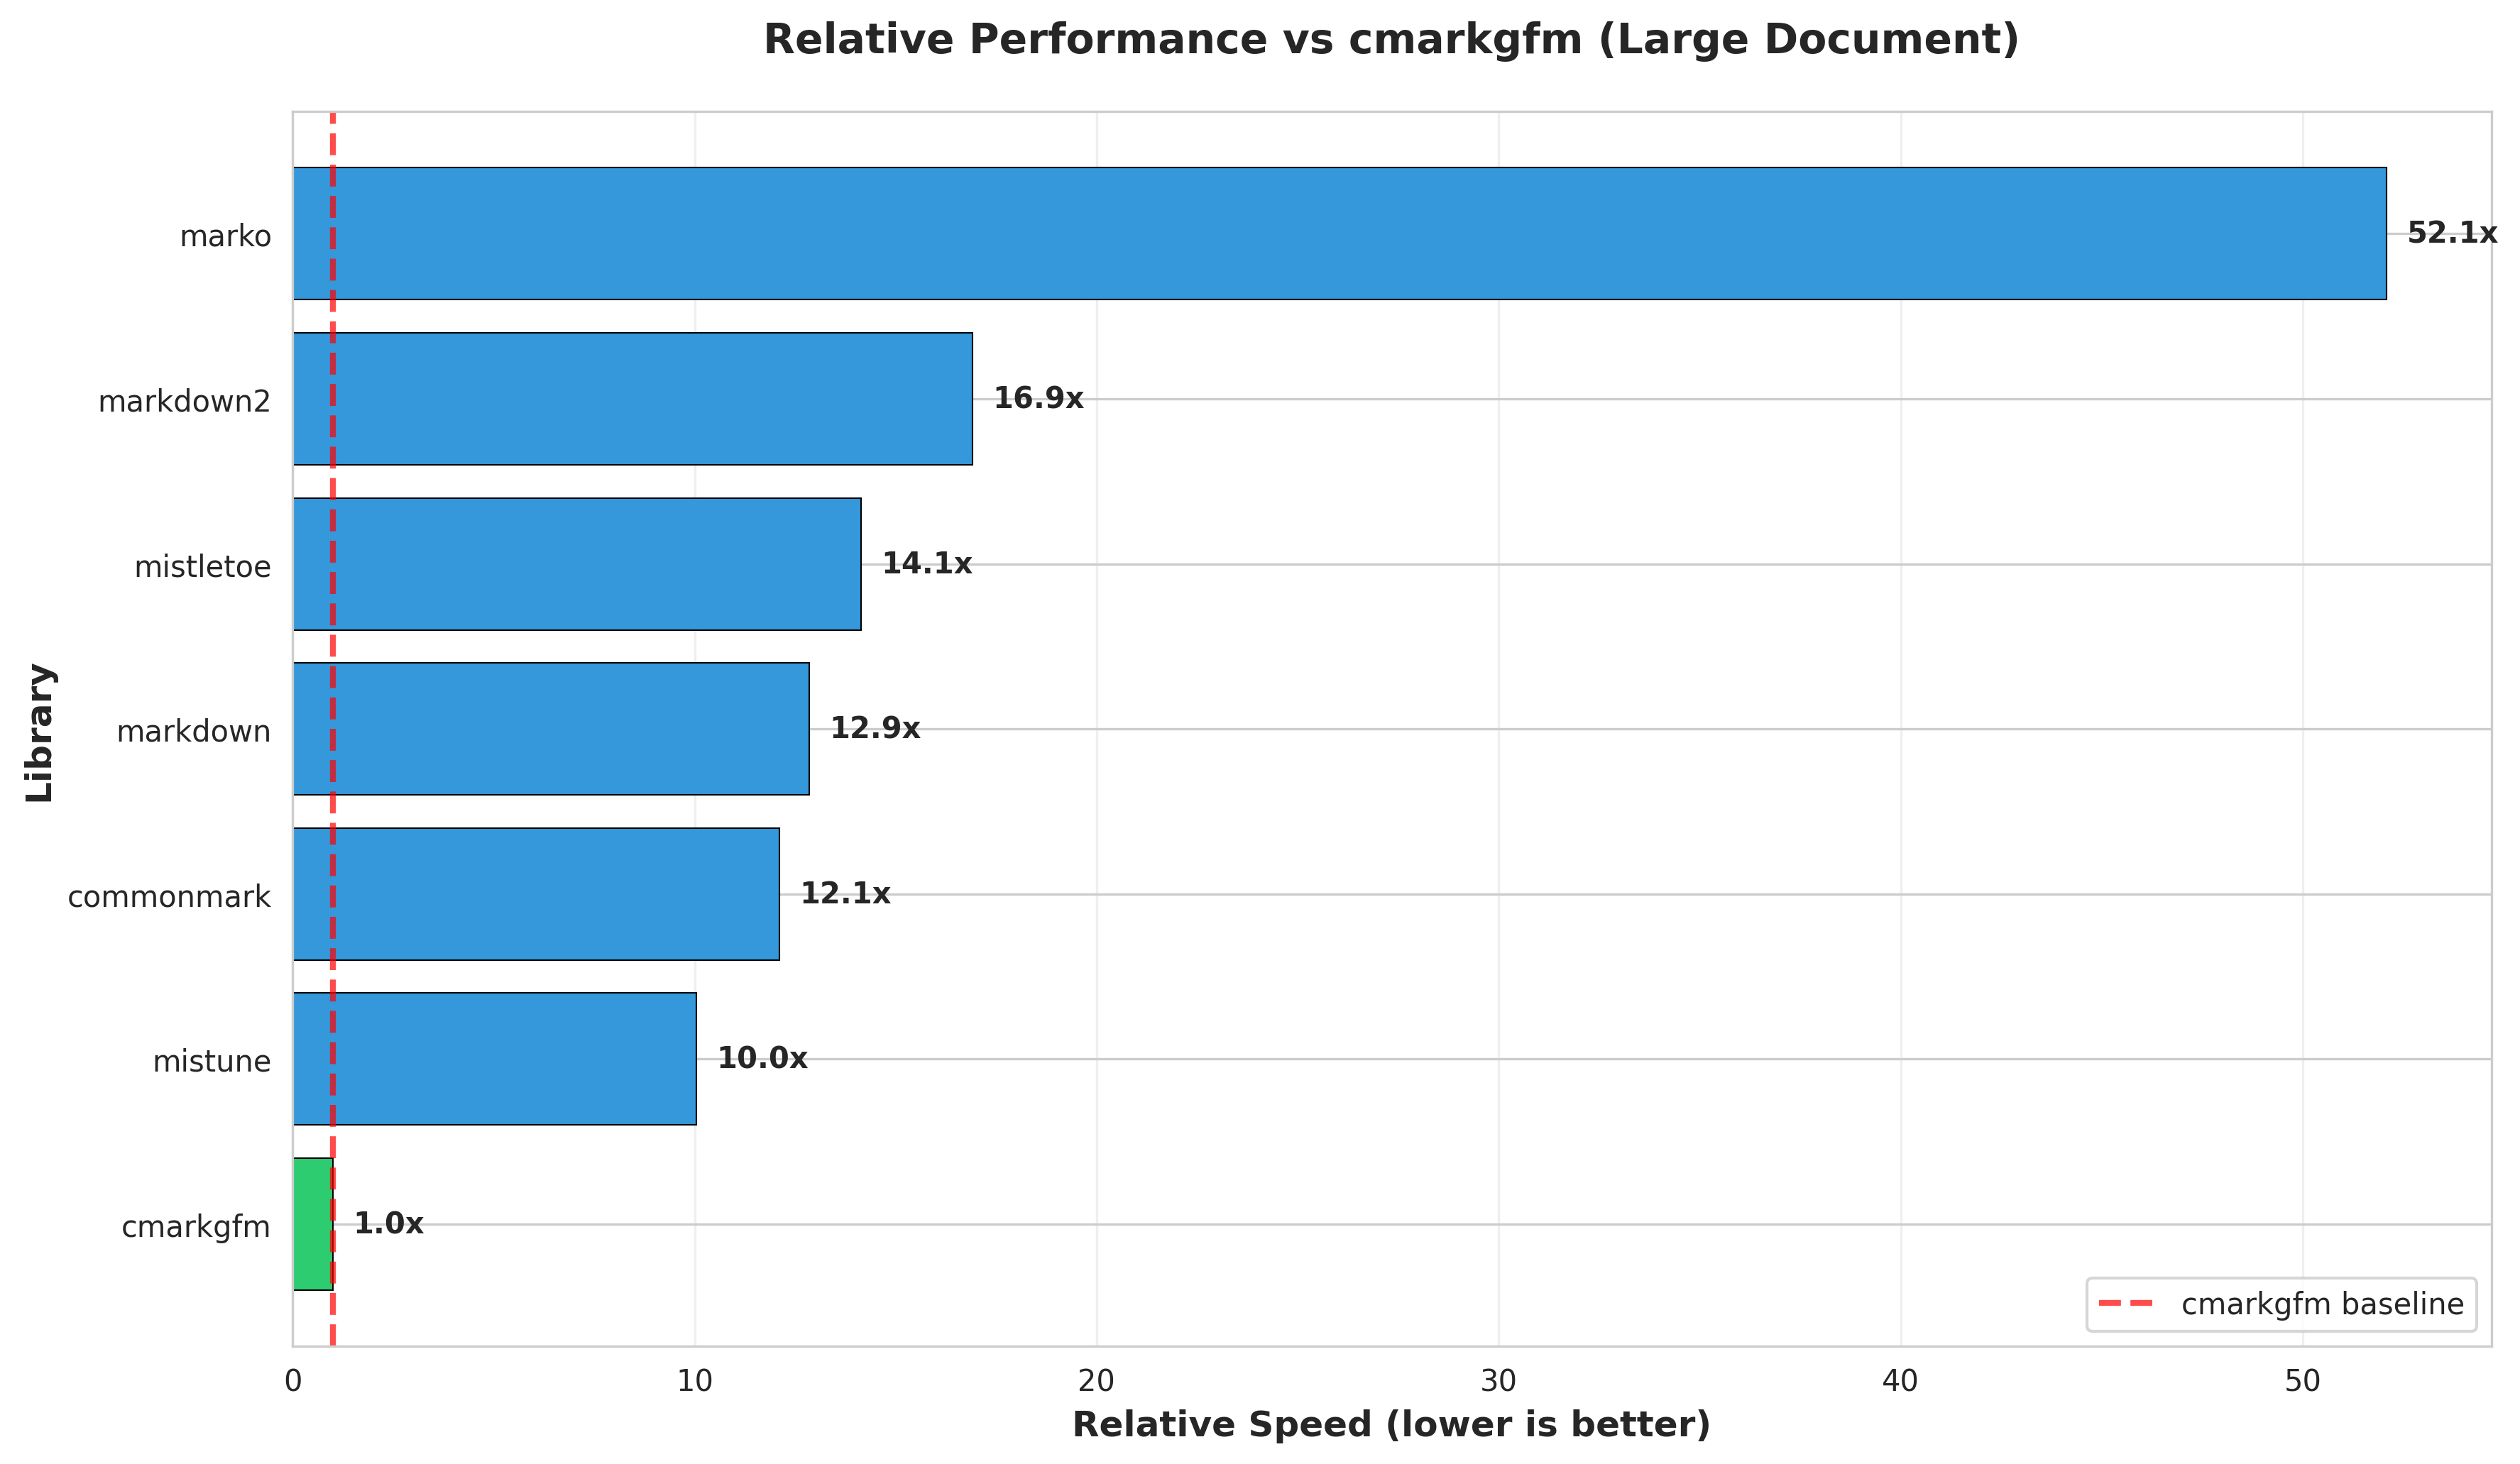 Relative Performance vs cmarkgfm (Large Document)
Library
marko
52.1x
markdown2
16.9x
mistletoe
14.1x
markdown
12.9x
commonmark
12.1x
mistune
10.0x
cmarkgfm
1.0x
cmarkgfm baseline
0 10 20 30 40 50
Relative Speed (lower is better)